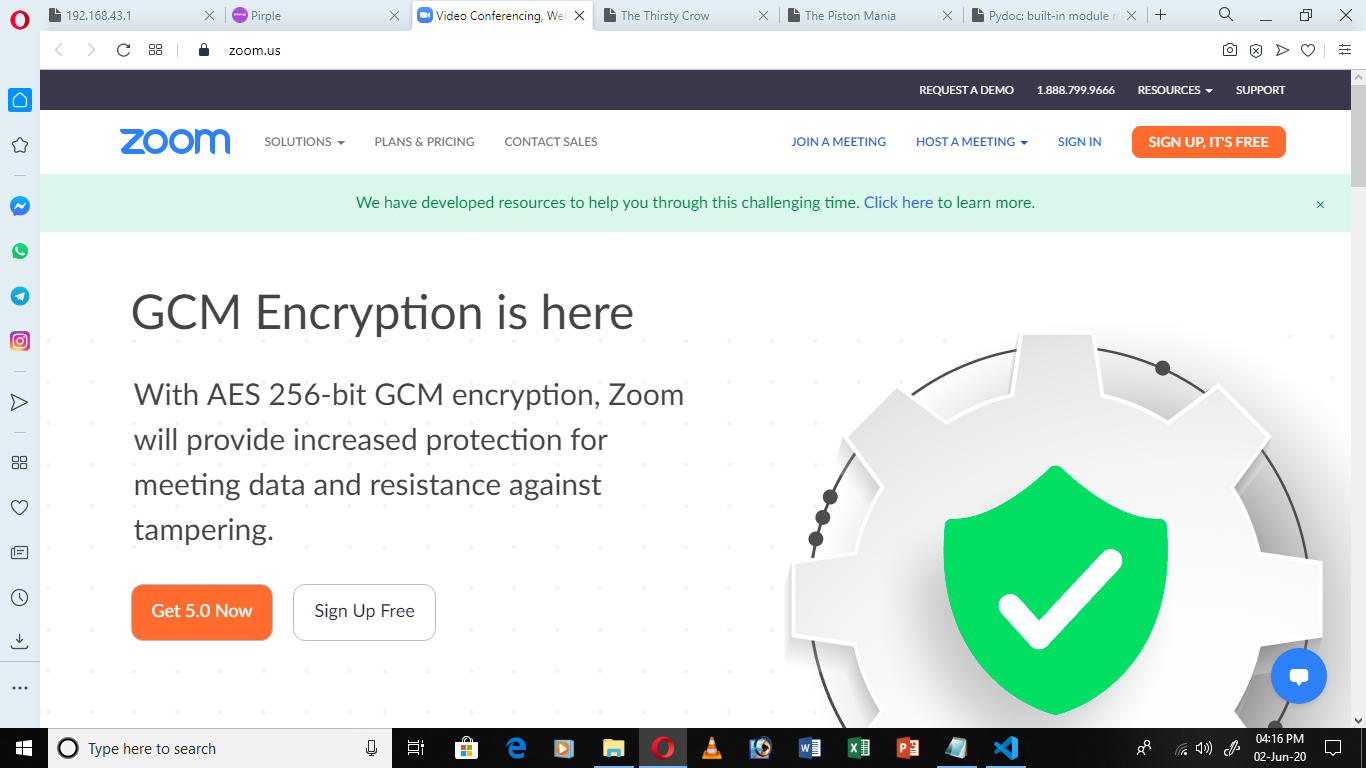 192.168.43.1
Pirple
Video Conferencing, We
The Thirsty Crow
The Piston Mania
Pydoc: built-in module
zoom.us
REQUEST A DEMO 1.888.799.9666 RESOURCES SUPPORT
zoom SOLUTIONS PLANS & PRICING CONTACT SALES JOIN A MEETING HOST A MEETING SIGN IN SIGN UP, IT'S FREE
We have developed resources to help you through this challenging time. Click here to learn more. ×
GCM Encryption is here
With AES 256-bit GCM encryption, Zoom
will provide increased protection for
meeting data and resistance against
tampering.
Get 5.0 Now Sign Up Free
Type here to search
04:16 PM
02-Jun-20